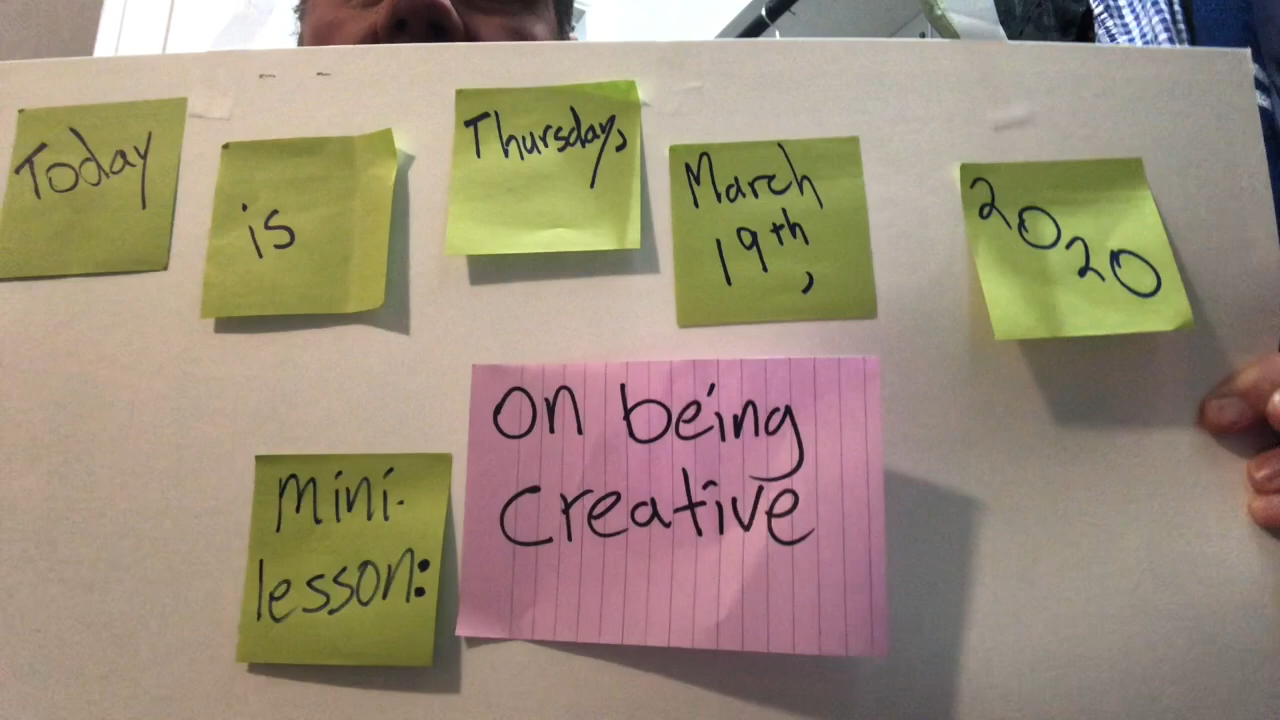 Today
is
Thursday,
March
19th,
2020
mini-
lesson:
on being
creative